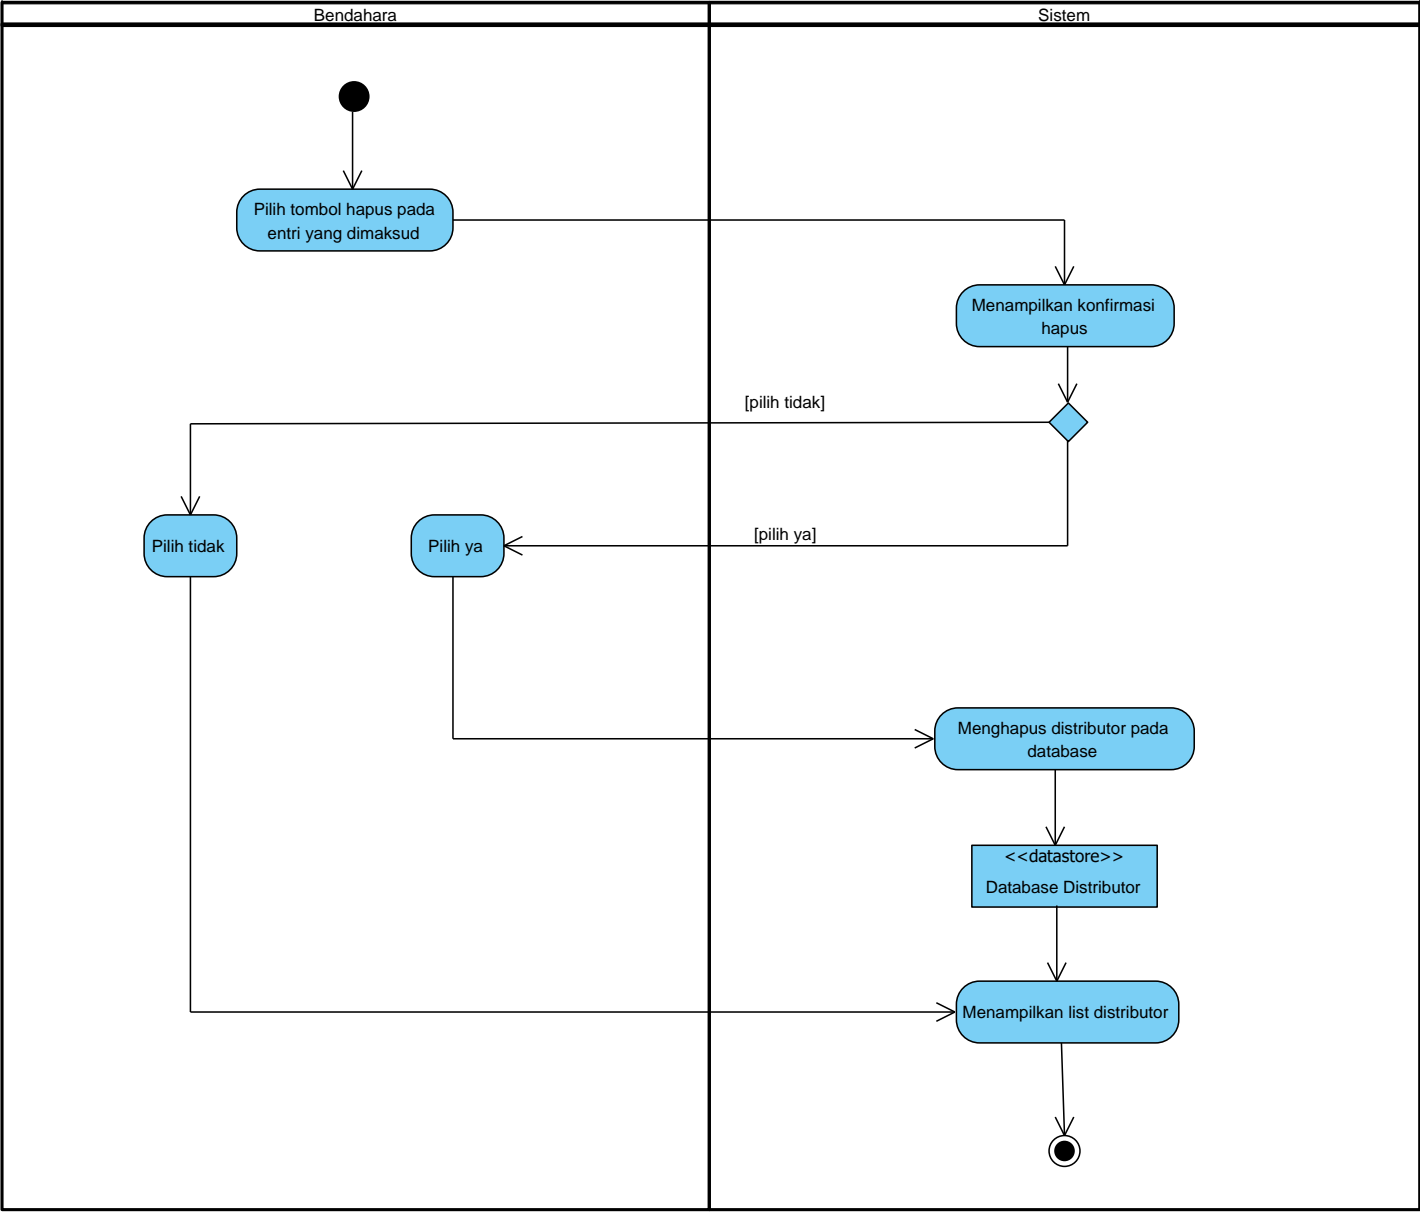 Bendahara
Sistem
Pilih tombol hapus pada
entri yang dimaksud
Menampilkan konfirmasi
hapus
[pilih tidak]
[pilih ya]
Pilih tidak
Pilih ya
Menghapus distributor pada
database
<<datastore>>
Database Distributor
Menampilkan list distributor